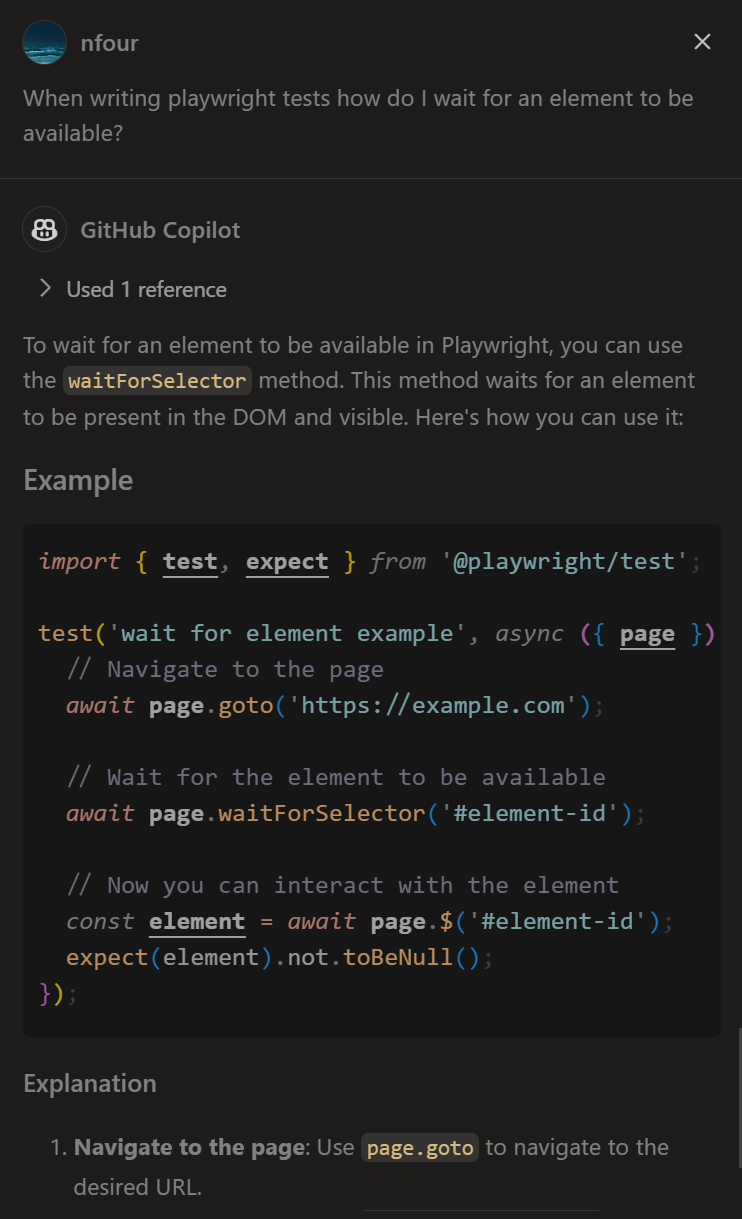 nfour
When writing playwright tests how do I wait for an element to be
available?
GitHub Copilot
Used 1 reference
To wait for an element to be available in Playwright, you can use
the waitForSelector method. This method waits for an element
to be present in the DOM and visible. Here's how you can use it:
Example
import { test, expect } from '@playwright/test';
test('wait for element example', async ({ page })
// Navigate to the page
await page.goto('https://example.com');
// Wait for the element to be available
await page.waitForSelector('#element-id');
// Now you can interact with the element
const element = await page.$('#element-id');
expect(element).not.toBeNull();
});
Explanation
1. Navigate to the page: Use page.goto to navigate to the
desired URL.